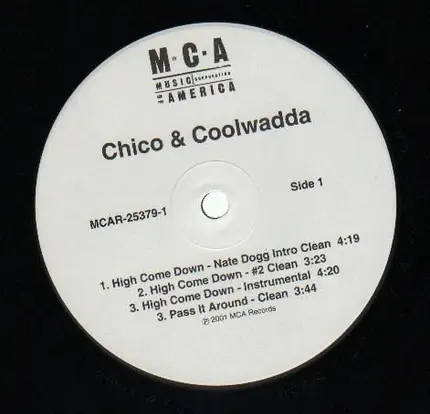 M·C·A
MUSIC CORPORATION
OF AMERICA
Chico & Coolwadda
MCAR-25379-1
Side 1
1. High Come Down - Nate Dogg Intro Clean 4:19
2. High Come Down - #2 Clean 3:23
3. High Come Down - Instrumental 4:20
3. Pass It Around - Clean 3:44
℗ 2001 MCA Records